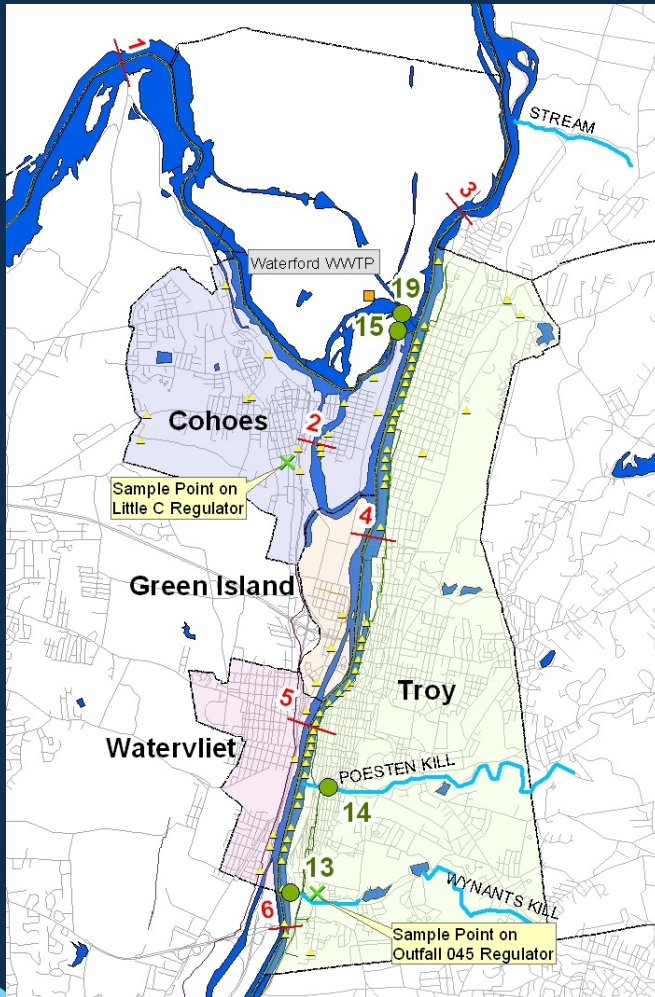 1
STREAM
3
Waterford WWTP
19
15
Cohoes
2
Sample Point on
Little C Regulator
4
Green Island
5
Troy
Watervliet
POESTEN KILL
14
13
WYNANTS KILL
6
Sample Point on
Outfall 045 Regulator